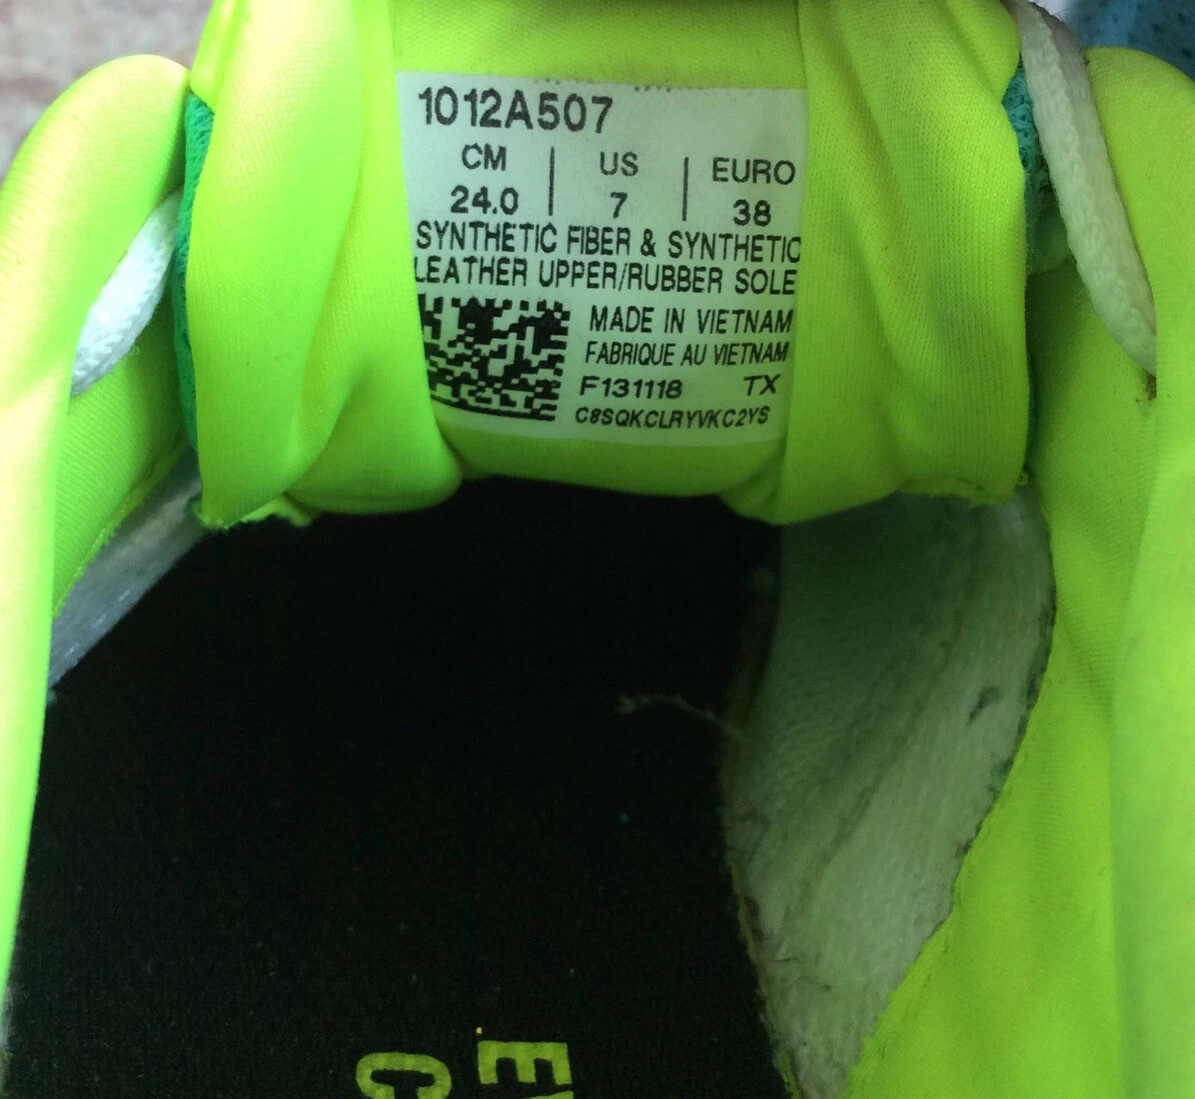 1012A507
CM | US | EURO
24.0 | 7 | 38
SYNTHETIC FIBER & SYNTHETIC
LEATHER UPPER/RUBBER SOLE
MADE IN VIETNAM
FABRIQUE AU VIETNAM
F131118 TX
C8SQKCLRYVKC2YS